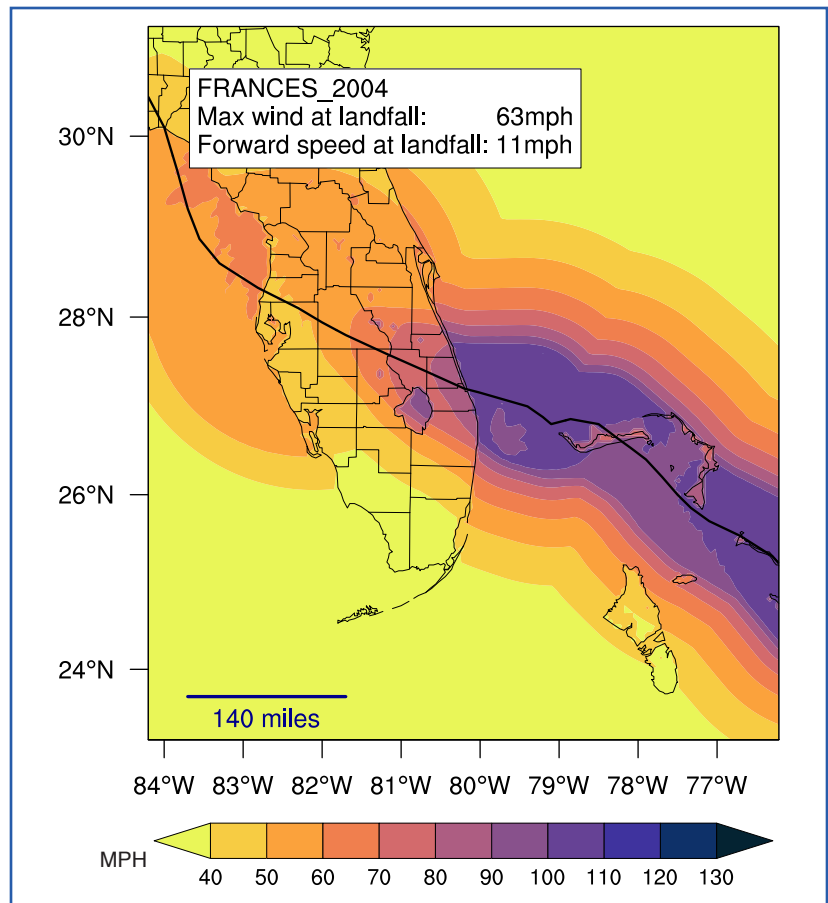 FRANCES_2004
Max wind at landfall: 63mph
Forward speed at landfall: 11mph
30°N
28°N
26°N
24°N
140 miles
84°W 83°W 82°W 81°W 80°W 79°W 78°W 77°W
MPH
40 50 60 70 80 90 100 110 120 130